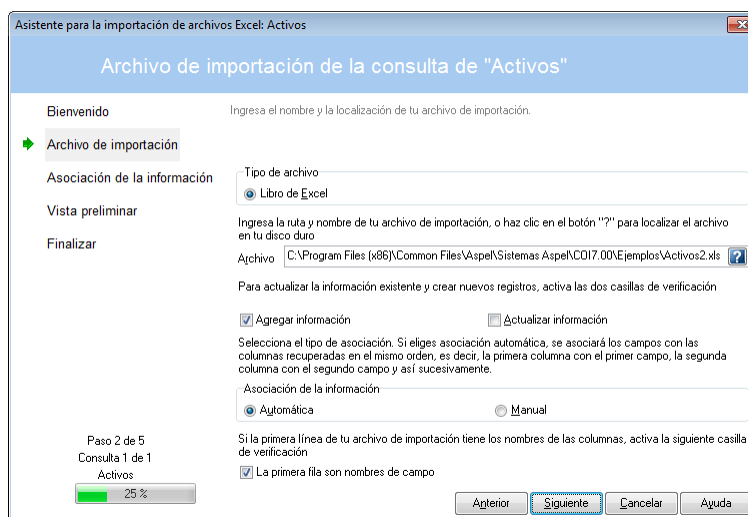 Asistente para la importación de archivos Excel: Activos
Archivo de importación de la consulta de "Activos"
Bienvenido
Archivo de importación
Asociación de la información
Vista preliminar
Finalizar
Paso 2 de 5
Consulta 1 de 1
Activos
25 %
Ingresa el nombre y la localización de tu archivo de importación.
Tipo de archivo
Libro de Excel
Ingresa la ruta y nombre de tu archivo de importación, o haz clic en el botón "?" para localizar el archivo
en tu disco duro
Archivo C:\Program Files (x86)\Common Files\Aspel\Sistemas Aspel\COI7.00\Ejemplos\Activos2.xls ?
Para actualizar la información existente y crear nuevos registros, activa las dos casillas de verificación
Agregar información Actualizar información
Selecciona el tipo de asociación. Si eliges asociación automática, se asociará los campos con las
columnas recuperadas en el mismo orden, es decir, la primera columna con el primer campo, la segunda
columna con el segundo campo y así sucesivamente.
Asociación de la información
Automática Manual
Si la primera línea de tu archivo de importación tiene los nombres de las columnas, activa la siguiente casilla
de verificación
La primera fila son nombres de campo
Anterior Siguiente Cancelar Ayuda